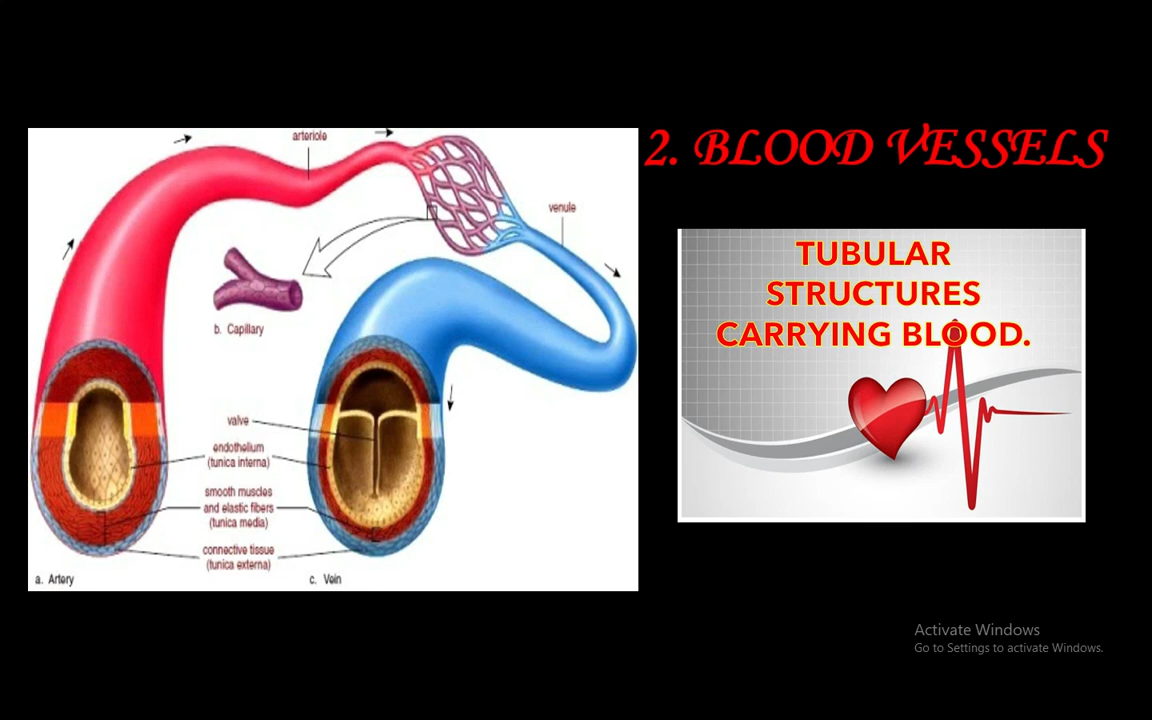 2. BLOOD VESSELS
arteriole
venule
b. Capillary
valve
endothelium
(tunica interna)
smooth muscles
and elastic fibers
(tunica media)
connective tissue
(tunica externa)
a. Artery
c. Vein
TUBULAR
STRUCTURES
CARRYING BLOOD.
Activate Windows
Go to Settings to activate Windows.